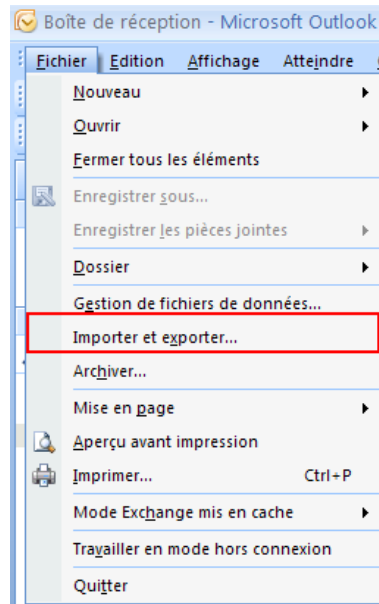 Boîte de réception - Microsoft Outlook
Fichier Edition Affichage Atteindre
Nouveau
Ouvrir
Fermer tous les éléments
Enregistrer sous...
Enregistrer les pièces jointes
Dossier
Gestion de fichiers de données...
Importer et exporter...
Archiver...
Mise en page
Aperçu avant impression
Imprimer... Ctrl+P
Mode Exchange mis en cache
Travailler en mode hors connexion
Quitter